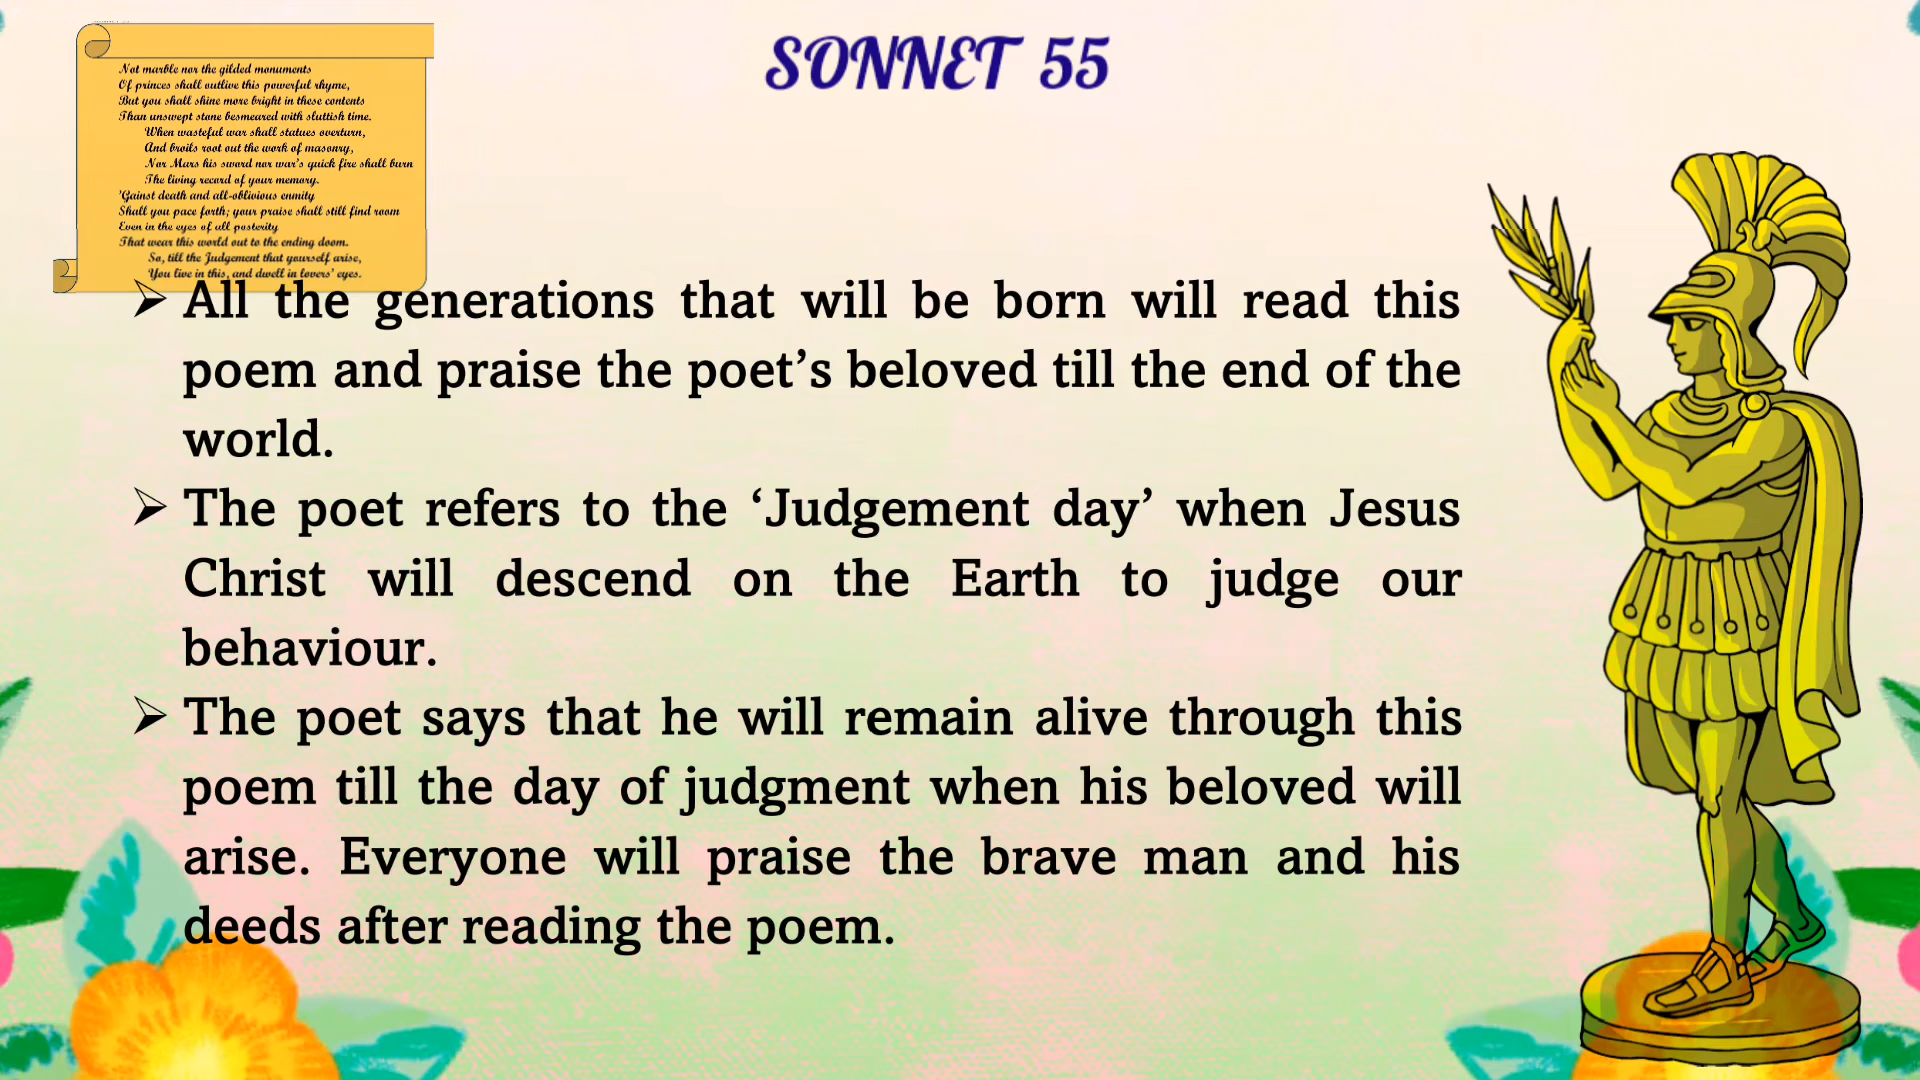 SONNET 55
Not marble nor the gilded monuments
Of princes shall outlive this powerful rhyme,
But you shall shine more bright in these contents
Than unswept stone besmeared with sluttish time.
When wasteful war shall statues overturn,
And broils root out the work of masonry,
Nor Mars his sword nor war's quick fire shall burn
The living record of your memory.
'Gainst death and all-oblivious enmity
Shall you pace forth; your praise shall still find room
Even in the eyes of all posterity
That wear this world out to the ending doom.
So, till the Judgement that yourself arise,
You live in this, and dwell in lovers' eyes.
➢ All the generations that will be born will read this
poem and praise the poet’s beloved till the end of the
world.
➢ The poet refers to the ‘Judgement day’ when Jesus
Christ will descend on the Earth to judge our
behaviour.
➢ The poet says that he will remain alive through this
poem till the day of judgment when his beloved will
arise. Everyone will praise the brave man and his
deeds after reading the poem.